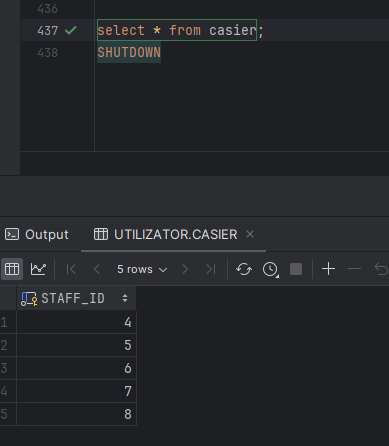 436
437 select * from casier;
438 SHUTDOWN
Output UTILIZATOR.CASIER ×
5 rows
STAFF_ID
1 4
2 5
3 6
4 7
5 8